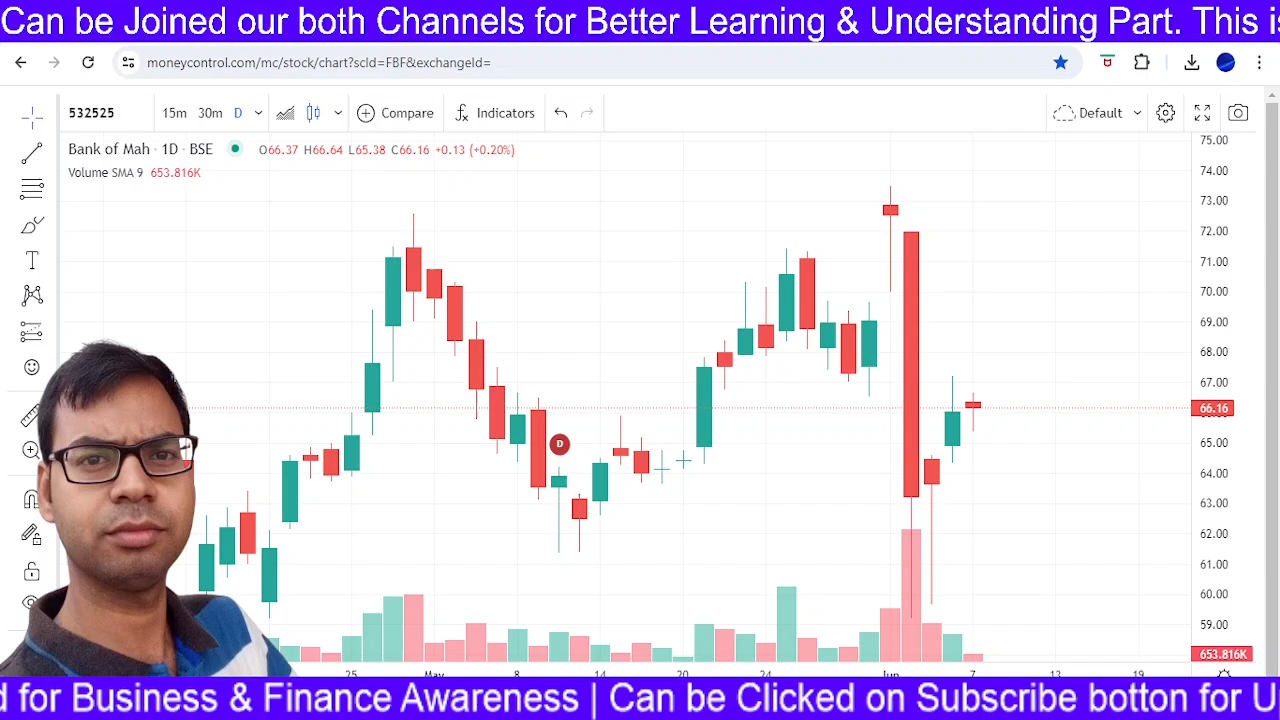 Can be Joined our both Channels for Better Learning & Understanding Part. This is
moneycontrol.com/mc/stock/chart?scId=
exchangeId=
532525 15m 30m D Compare Indicators Default
Bank of Mah · 1D · BSE O66.37 H66.64 L65.38 C66.16 +0.13 (+0.20%)
Volume SMA 9 653.816K
75.00
74.00
73.00
72.00
71.00
70.00
69.00
68.00
67.00
66.16
D
65.00
64.00
63.00
62.00
61.00
60.00
59.00
653.816K
25 May 8 14 20 24 Jun 7 13 19
d for Business & Finance Awareness | Can be Clicked on Subscribe botton for U